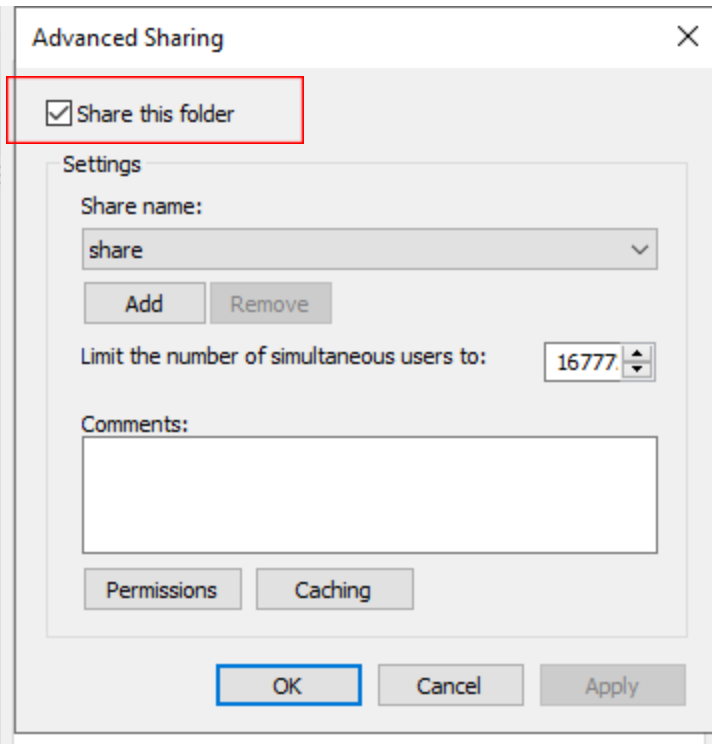 Advanced Sharing
Share this folder
Settings
Share name:
share
Add Remove
Limit the number of simultaneous users to: 16777
Comments:
Permissions Caching
OK Cancel Apply